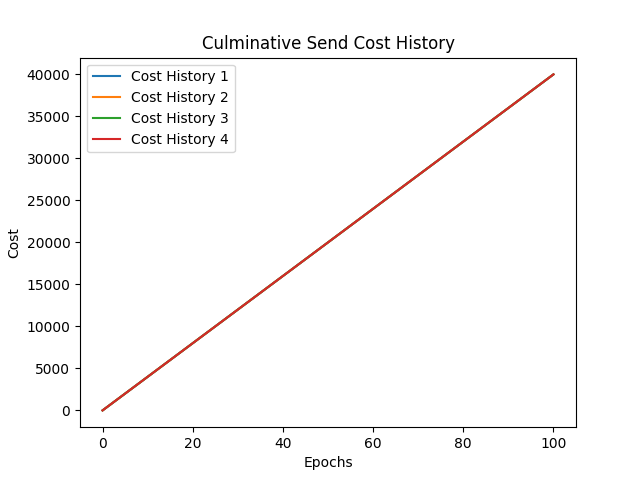 Culminative Send Cost History
Cost History 1
Cost History 2
Cost History 3
Cost History 4
40000
35000
30000
25000
20000
15000
10000
5000
0
Cost
0 20 40 60 80 100
Epochs